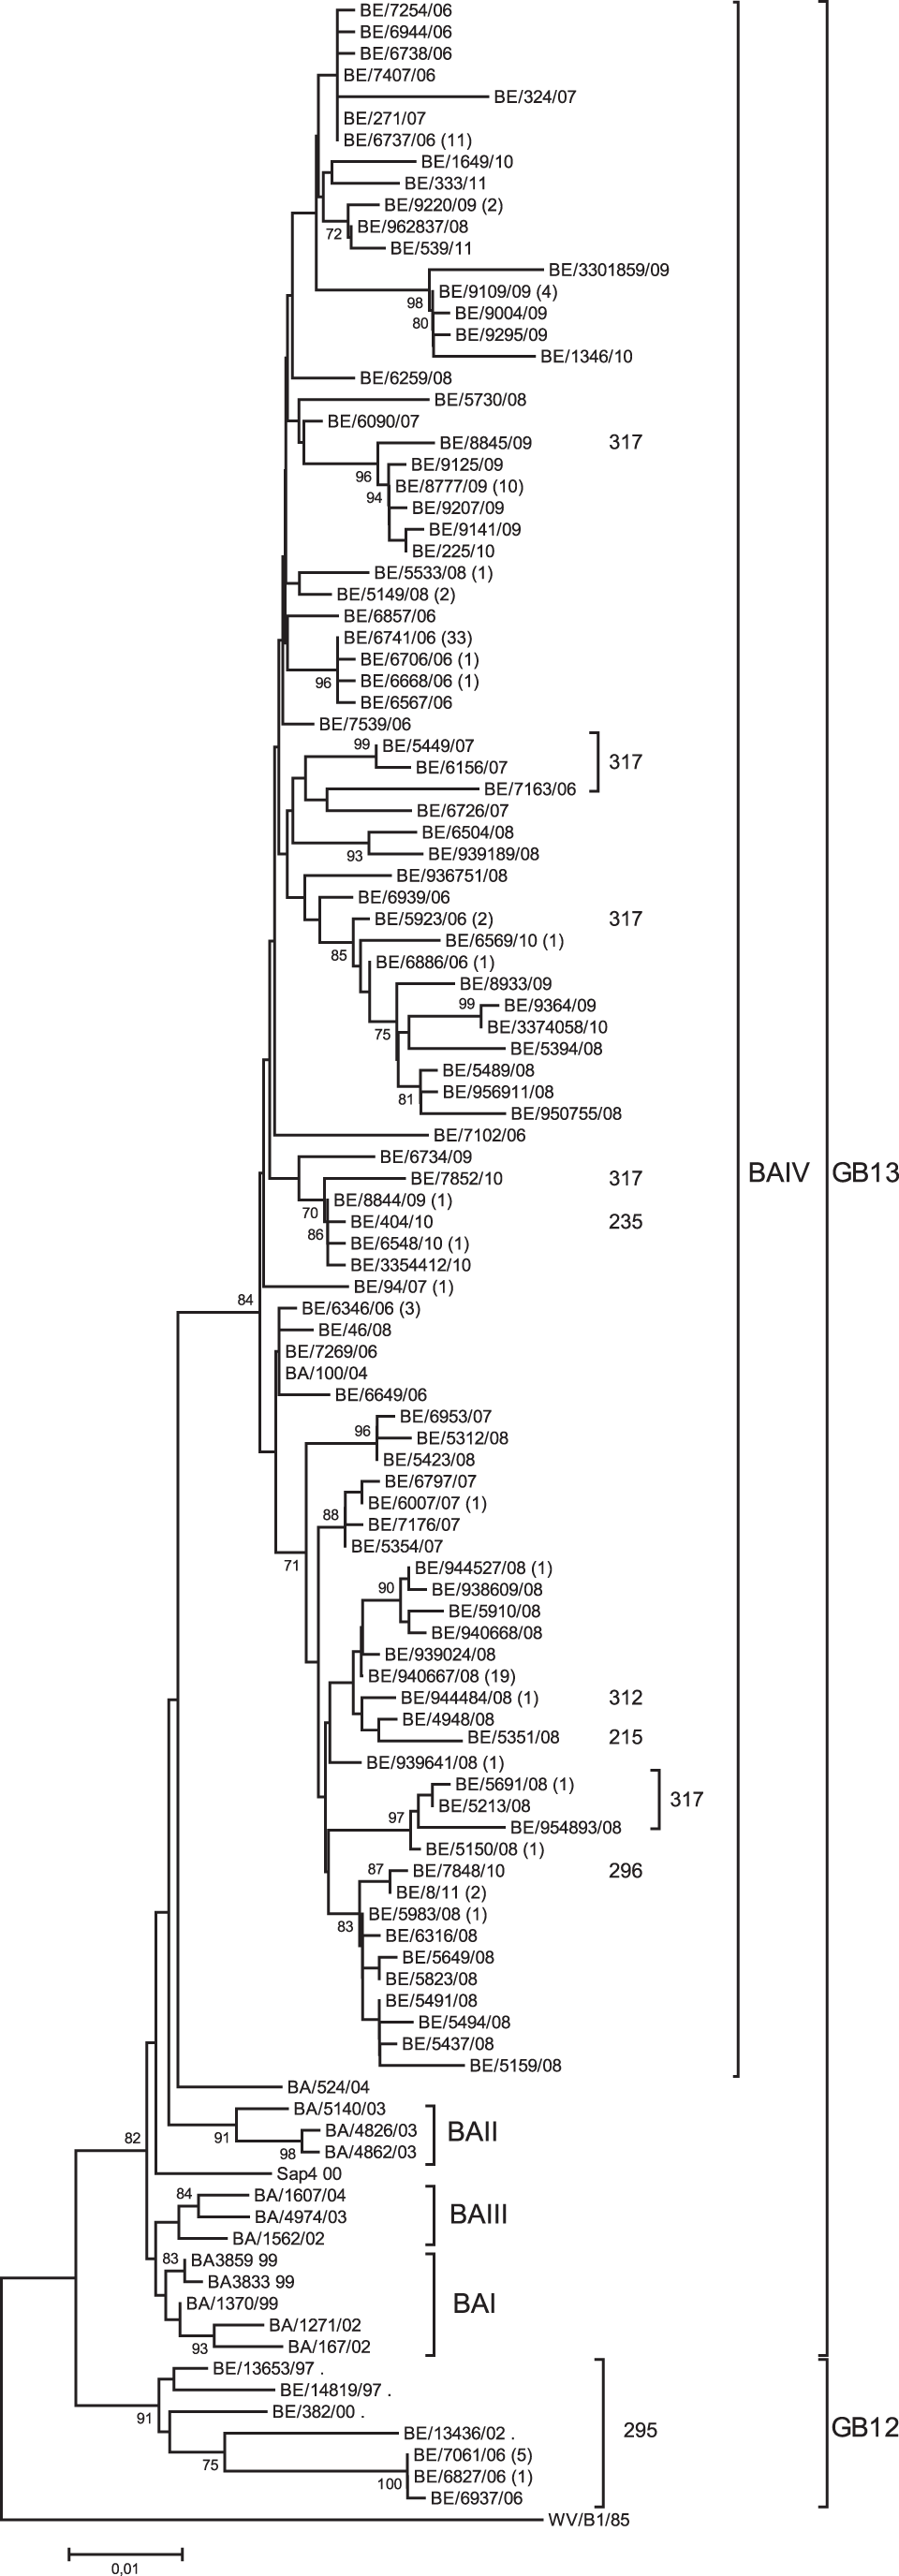 BE/7254/06
BE/6944/06
BE/6738/06
BE/7407/06
BE/324/07
BE/271/07
BE/6737/06 (11)
BE/1649/10
BE/333/11
BE/9220/09 (2)
BE/962837/08
72
BE/539/11
BE/3301859/09
BE/9109/09 (4)
98
BE/9004/09
80
BE/9295/09
BE/1346/10
BE/6259/08
BE/5730/08
BE/6090/07
BE/8845/09 317
BE/9125/09
96
BE/8777/09 (10)
94
BE/9207/09
BE/9141/09
BE/225/10
BE/5533/08 (1)
BE/5149/08 (2)
BE/6857/06
BE/6741/06 (33)
BE/6706/06 (1)
96
BE/6668/06 (1)
BE/6567/06
BE/7539/06
99 BE/5449/07
317
BE/6156/07
BE/7163/06
BE/6726/07
BE/6504/08
93
BE/939189/08
BE/936751/08
BE/6939/06
BE/5923/06 (2) 317
BE/6569/10 (1)
85
BE/6886/06 (1)
BE/8933/09
99 BE/9364/09
BE/3374058/10
75
BE/5394/08
BE/5489/08
BE/956911/08
81
BE/950755/08
BE/7102/06
BE/6734/09
BE/7852/10 317
BAIV GB13
BE/8844/09 (1)
70
BE/404/10 235
86
BE/6548/10 (1)
BE/3354412/10
BE/94/07 (1)
84
BE/6346/06 (3)
BE/46/08
BE/7269/06
BA/100/04
BE/6649/06
BE/6953/07
96
BE/5312/08
BE/5423/08
BE/6797/07
BE/6007/07 (1)
88
BE/7176/07
BE/5354/07
71
BE/944527/08 (1)
90
BE/938609/08
BE/5910/08
BE/940668/08
BE/939024/08
BE/940667/08 (19)
BE/944484/08 (1) 312
BE/4948/08
BE/5351/08 215
BE/939641/08 (1)
BE/5691/08 (1)
317
BE/5213/08
97
BE/954893/08
BE/5150/08 (1)
87 BE/7848/10 296
BE/8/11 (2)
BE/5983/08 (1)
83
BE/6316/08
BE/5649/08
BE/5823/08
BE/5491/08
BE/5494/08
BE/5437/08
BE/5159/08
BA/524/04
BA/5140/03
BAII
BA/4826/03
91
82
BA/4862/03
98
Sap4 00
84 BA/1607/04
BAIII
BA/4974/03
BA/1562/02
83 BA3859 99
BA3833 99
BAI
BA/1370/99
BA/1271/02
93
BA/167/02
BE/13653/97 .
BE/14819/97 .
BE/382/00 .
91
BE/13436/02 .
295 GB12
BE/7061/06 (5)
75
BE/6827/06 (1)
100
BE/6937/06
WV/B1/85
0,01